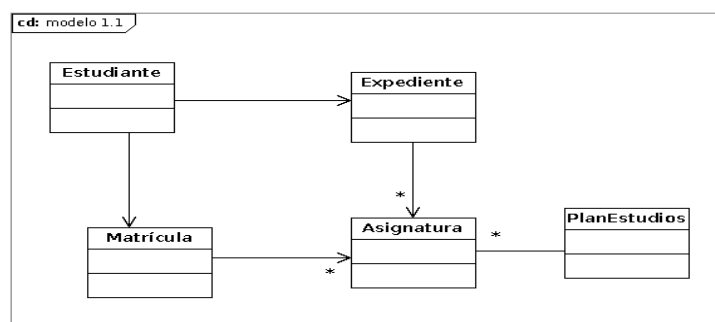 cd: modelo 1.1
Estudiante
Expediente
*
Matrícula
Asignatura
PlanEstudios
*
*